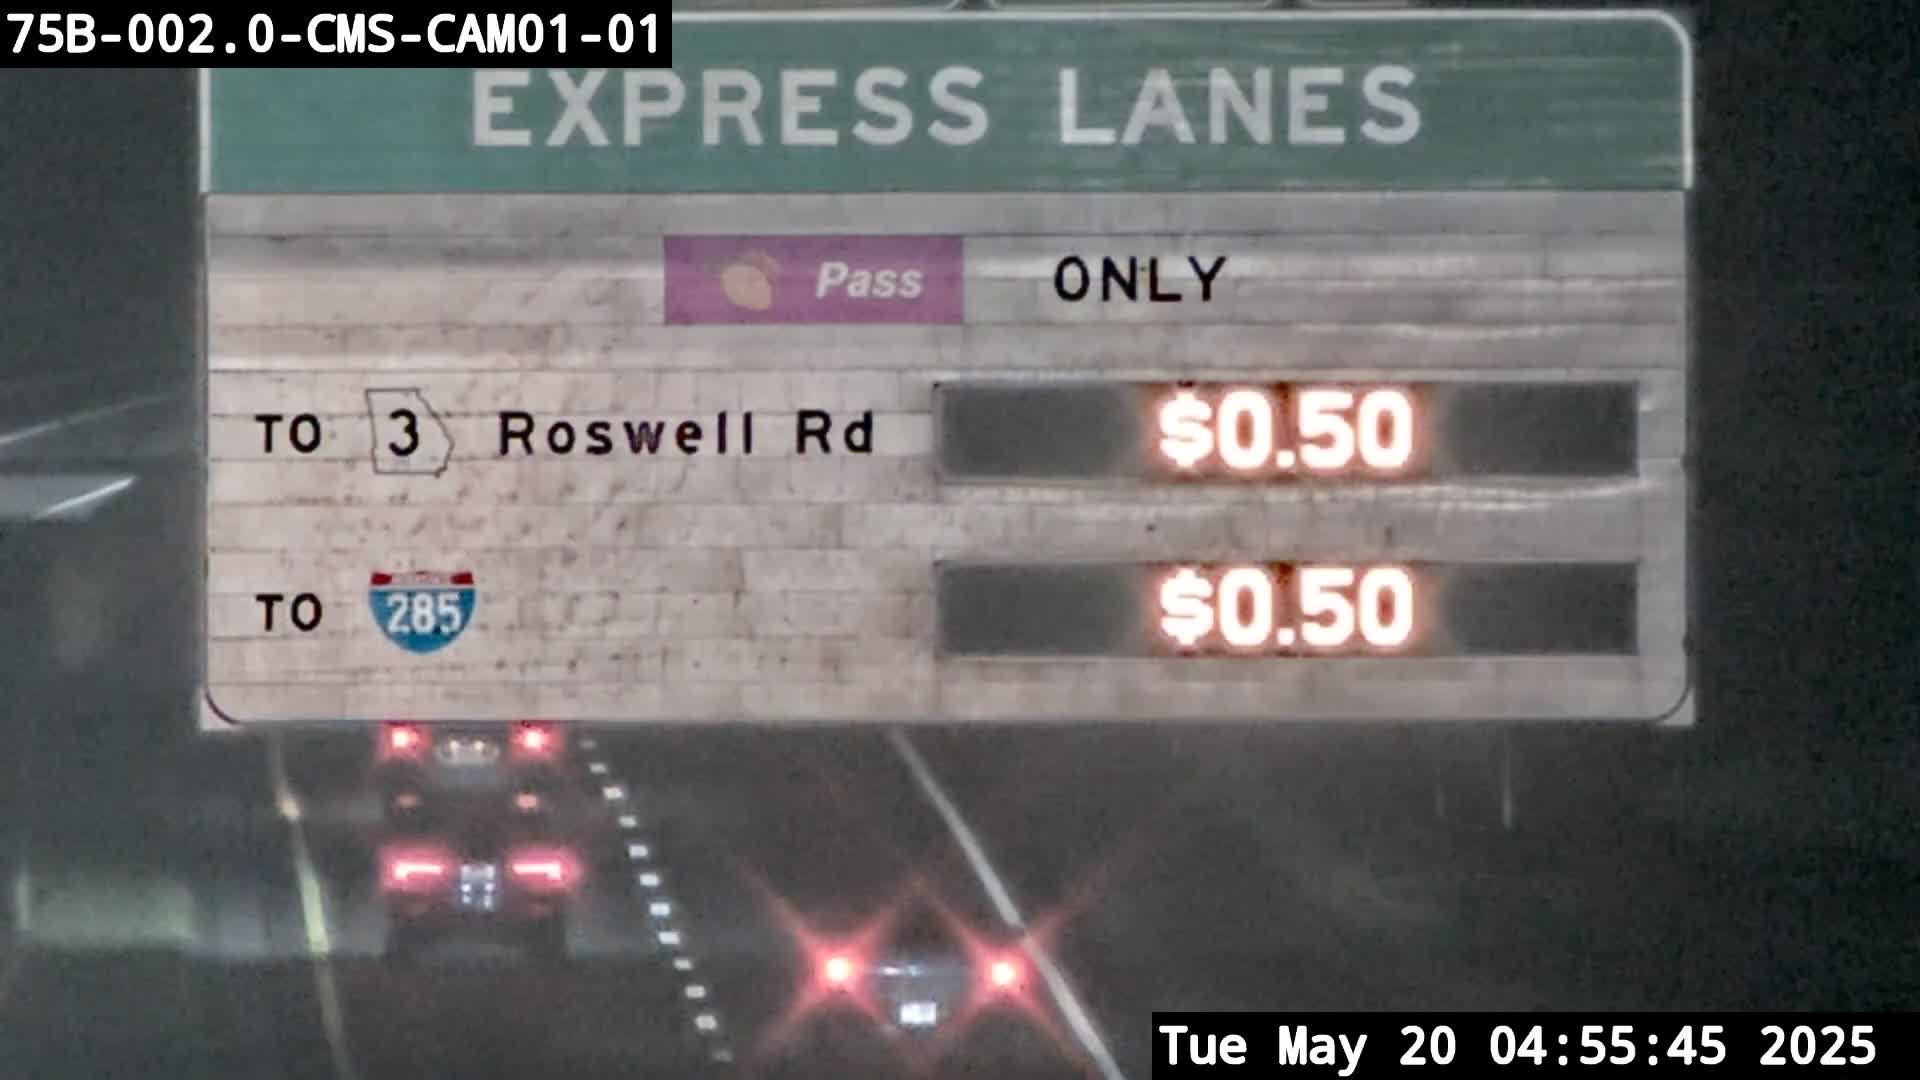 75B-002.0-CMS-CAM01-01
EXPRESS LANES
Pass ONLY
TO 3 Roswell Rd $0.50
TO 285 $0.50
Tue May 20 04:55:45 2025